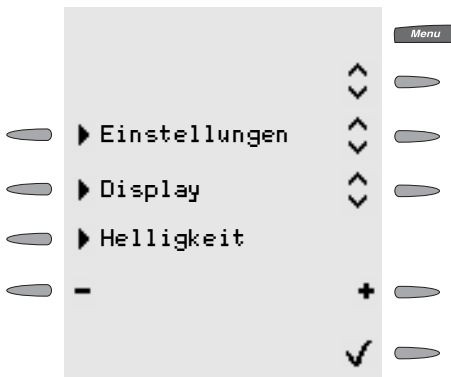 Menu
Einstellungen
Display
Helligkeit
- +